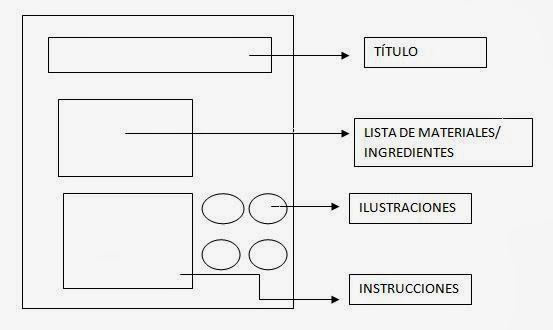 TÍTULO
LISTA DE MATERIALES/
INGREDIENTES
ILUSTRACIONES
INSTRUCCIONES